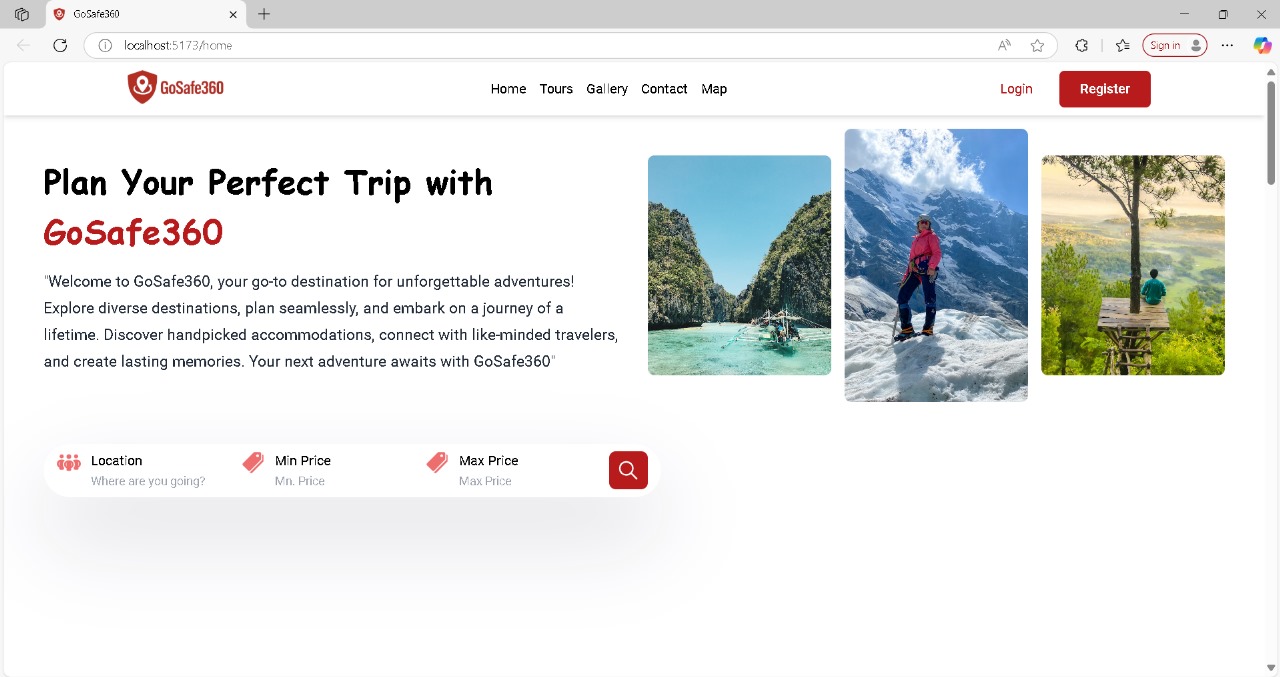 GoSafe360
localhost:5173/home
Sign in
GoSafe360
Home Tours Gallery Contact Map
Login
Register
Plan Your Perfect Trip with
GoSafe360
"Welcome to GoSafe360, your go-to destination for unforgettable adventures!
Explore diverse destinations, plan seamlessly, and embark on a journey of a
lifetime. Discover handpicked accommodations, connect with like-minded travelers,
and create lasting memories. Your next adventure awaits with GoSafe360"
Location Min Price Max Price
Where are you going? Mn. Price Max Price